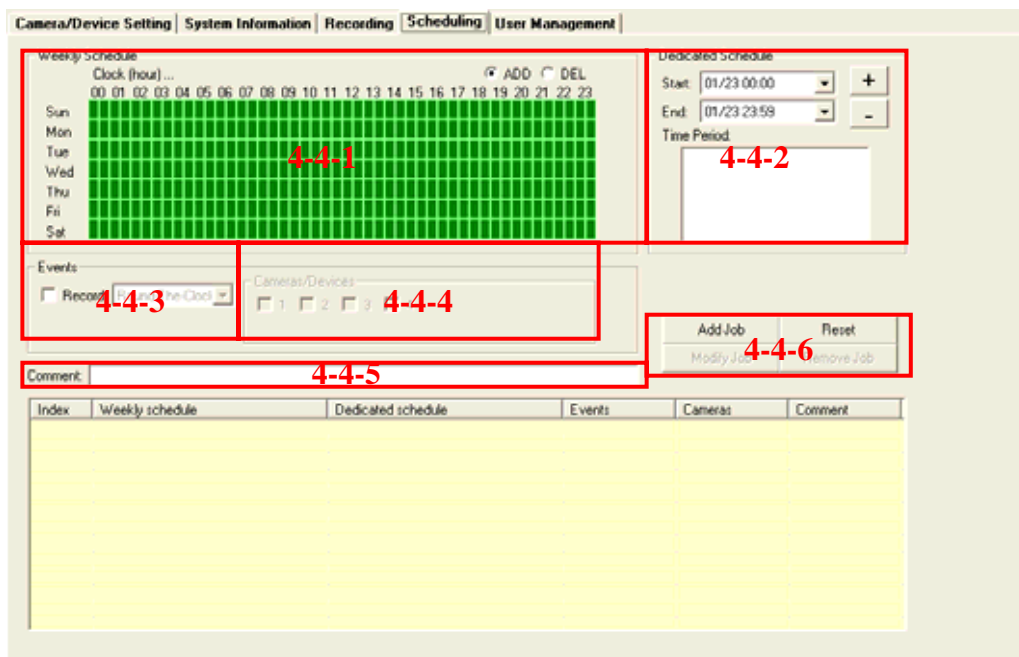 Camera/Device Setting System Information Recording Scheduling User Management
Weekly Schedule
Clock (hour) ... ADD DEL
00 01 02 03 04 05 06 07 08 09 10 11 12 13 14 15 16 17 18 19 20 21 22 23
Sun
Mon
Tue
Wed
Thu
Fri
Sat
4-4-1
Dedicated Schedule
Start: 01/23 00:00 +
End: 01/23 23:59 -
Time Period:
4-4-2
Events
Record
4-4-3
Cameras/Devices
1 2 3
4-4-4
Add Job Reset
Modify Job Remove Job
4-4-6
Comment:
4-4-5
Index Weekly schedule Dedicated schedule Events Cameras Comment